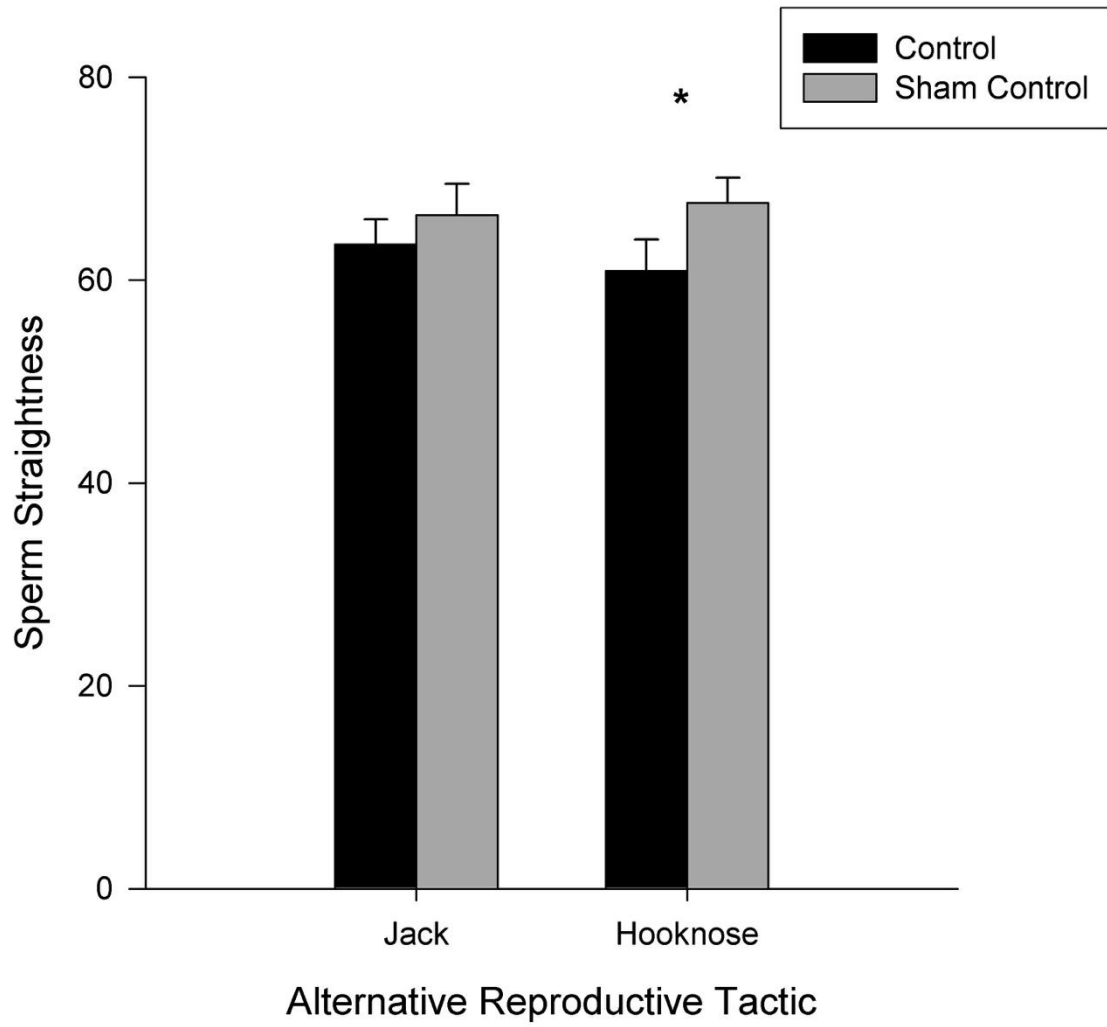 Control
Sham Control
80
*
60
40
20
0
Sperm Straightness
Jack
Hooknose
Alternative Reproductive Tactic